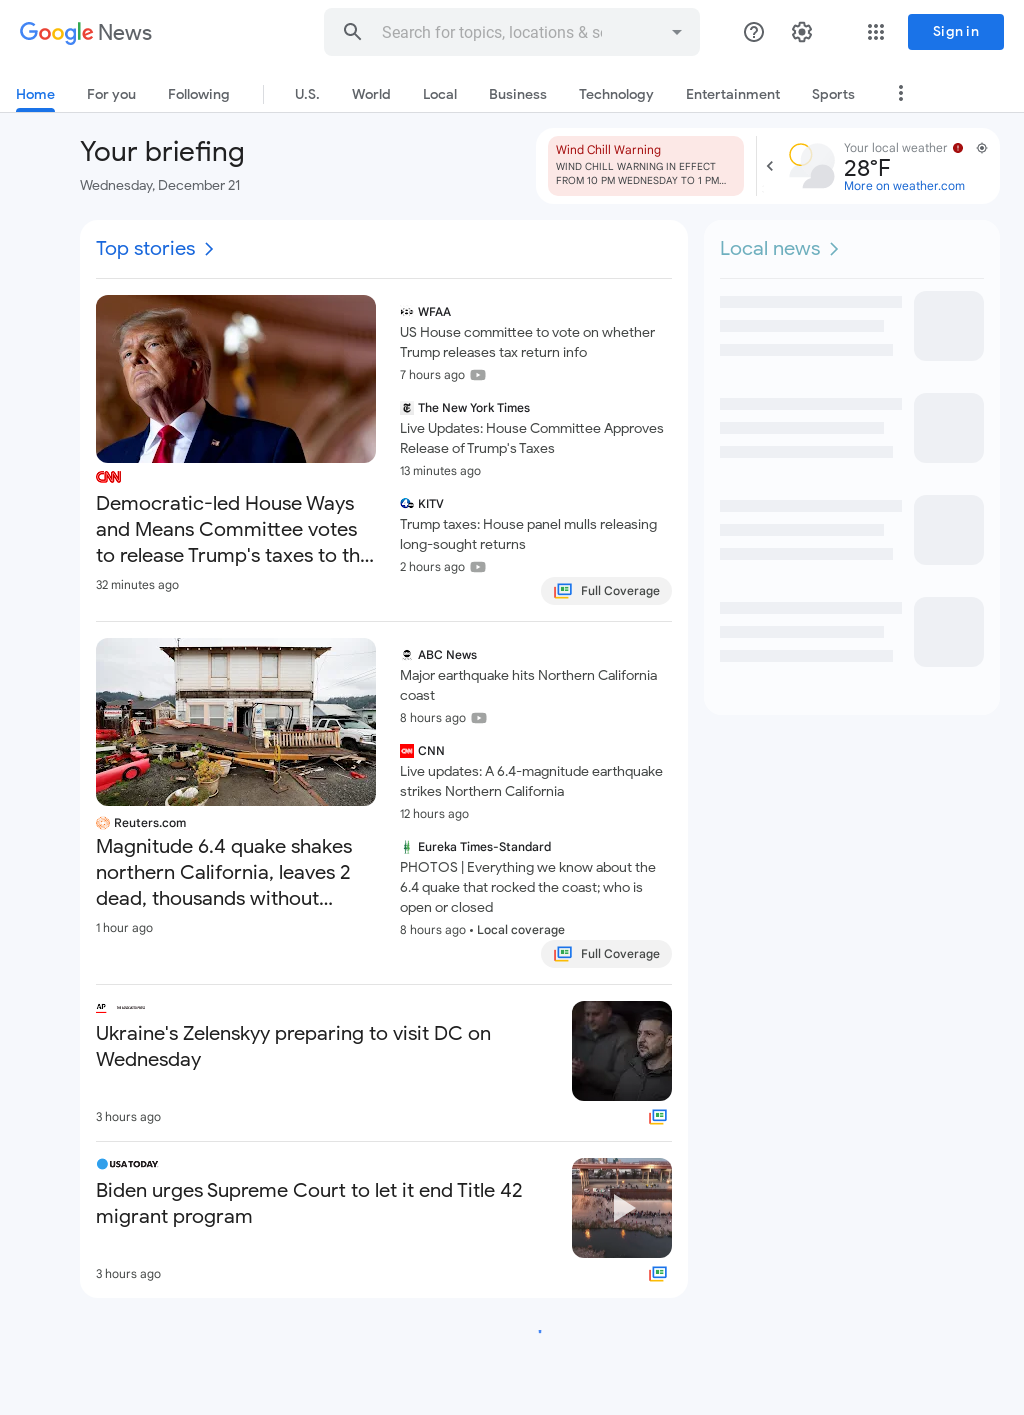 Google News
Search for topics, locations & s
Sign in
Home
For you
Following
U.S.
World
Local
Business
Technology
Entertainment
Sports
Your briefing
Wednesday, December 21
Wind Chill Warning
WIND CHILL WARNING IN EFFECT
FROM 10 PM WEDNESDAY TO 1 PM...
Your local weather
28°F
More on weather.com
Top stories
Local news
CNN
Democratic-led House Ways
and Means Committee votes
to release Trump's taxes to th...
32 minutes ago
WFAA
US House committee to vote on whether
Trump releases tax return info
7 hours ago
The New York Times
Live Updates: House Committee Approves
Release of Trump's Taxes
13 minutes ago
KITV
Trump taxes: House panel mulls releasing
long-sought returns
2 hours ago
Full Coverage
Reuters.com
Magnitude 6.4 quake shakes
northern California, leaves 2
dead, thousands without...
1 hour ago
ABC News
Major earthquake hits Northern California
coast
8 hours ago
CNN
CNN
Live updates: A 6.4-magnitude earthquake
strikes Northern California
12 hours ago
Eureka Times-Standard
PHOTOS | Everything we know about the
6.4 quake that rocked the coast; who is
open or closed
8 hours ago • Local coverage
Full Coverage
AP
Ukraine's Zelenskyy preparing to visit DC on
Wednesday
3 hours ago
USA TODAY
Biden urges Supreme Court to let it end Title 42
migrant program
3 hours ago